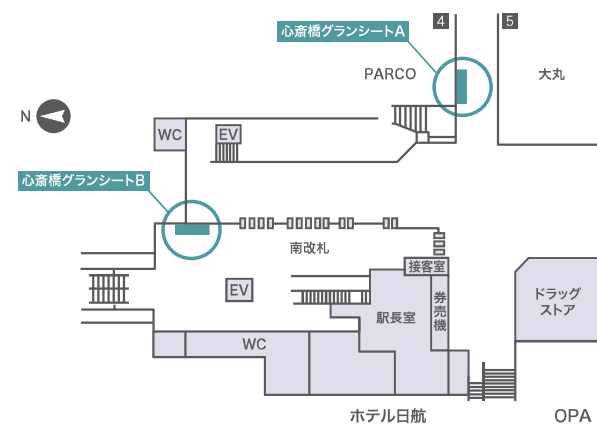 4
5
心斎橋グランシートA
PARCO
大丸
N
WC
EV
心斎橋グランシートB
南改札
接客室
EV
券売機
駅長室
ドラッグ
ストア
WC
ホテル日航
OPA